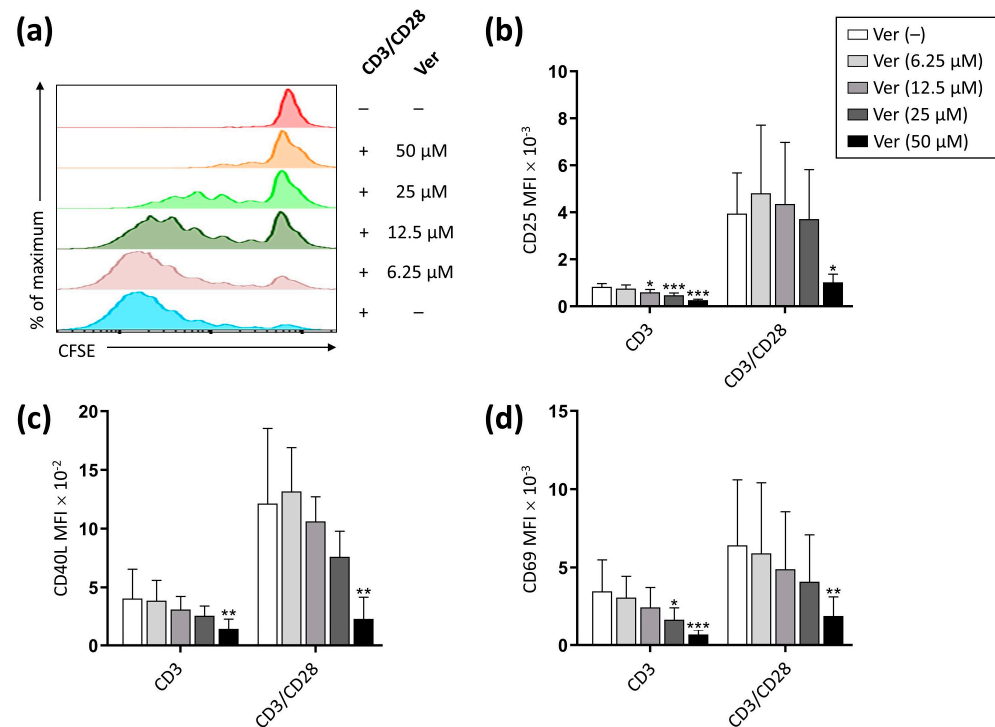 (a)
CD3/CD28
Ver
– –
+ 50 µM
+ 25 µM
+ 12.5 µM
+ 6.25 µM
+ –
% of maximum
CFSE
(b)
Ver (–)
Ver (6.25 µM)
Ver (12.5 µM)
Ver (25 µM)
Ver (50 µM)
CD25 MFI × 10⁻³
10
8
6
4
2
0
* *** ***
*
CD3
CD3/CD28
(c)
CD40L MFI × 10⁻²
20
15
10
5
0
**
**
CD3
CD3/CD28
(d)
CD69 MFI × 10⁻³
15
10
5
0
* ***
**
CD3
CD3/CD28